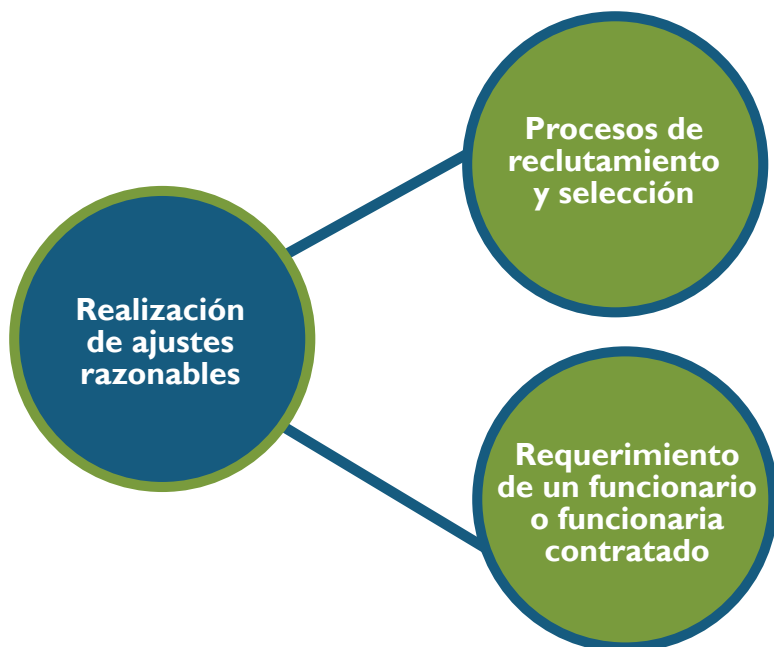 Procesos de
reclutamiento
y selección
Realización
de ajustes
razonables
Requerimiento
de un funcionario
o funcionaria
contratado